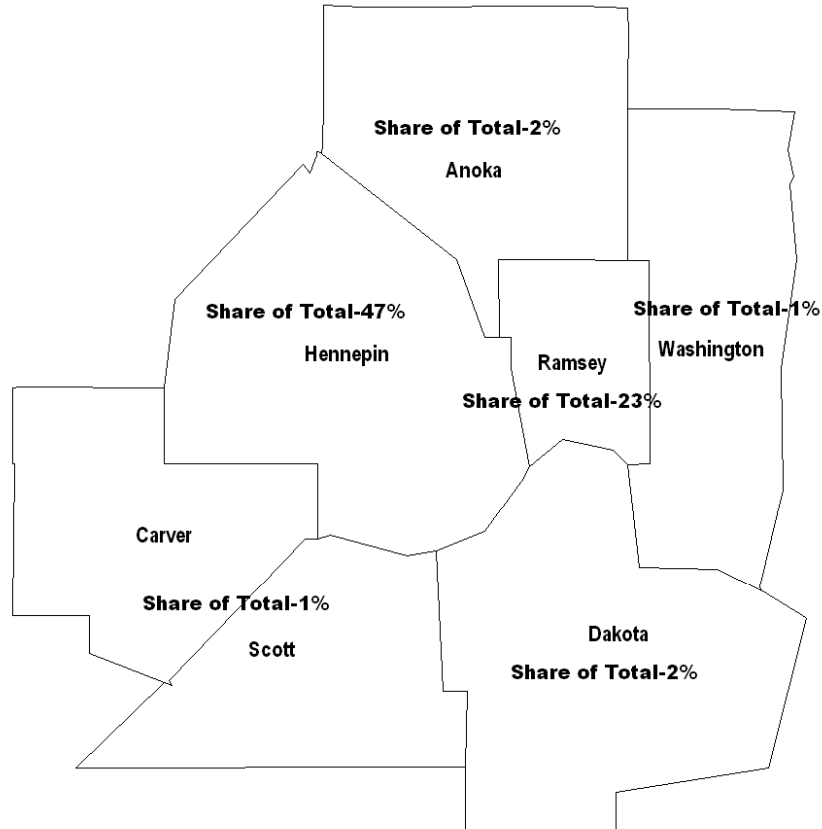 Share of Total-2%
Anoka
Share of Total-47%
Hennepin
Share of Total-1%
Washington
Ramsey
Share of Total-23%
Carver
Share of Total-1%
Scott
Dakota
Share of Total-2%